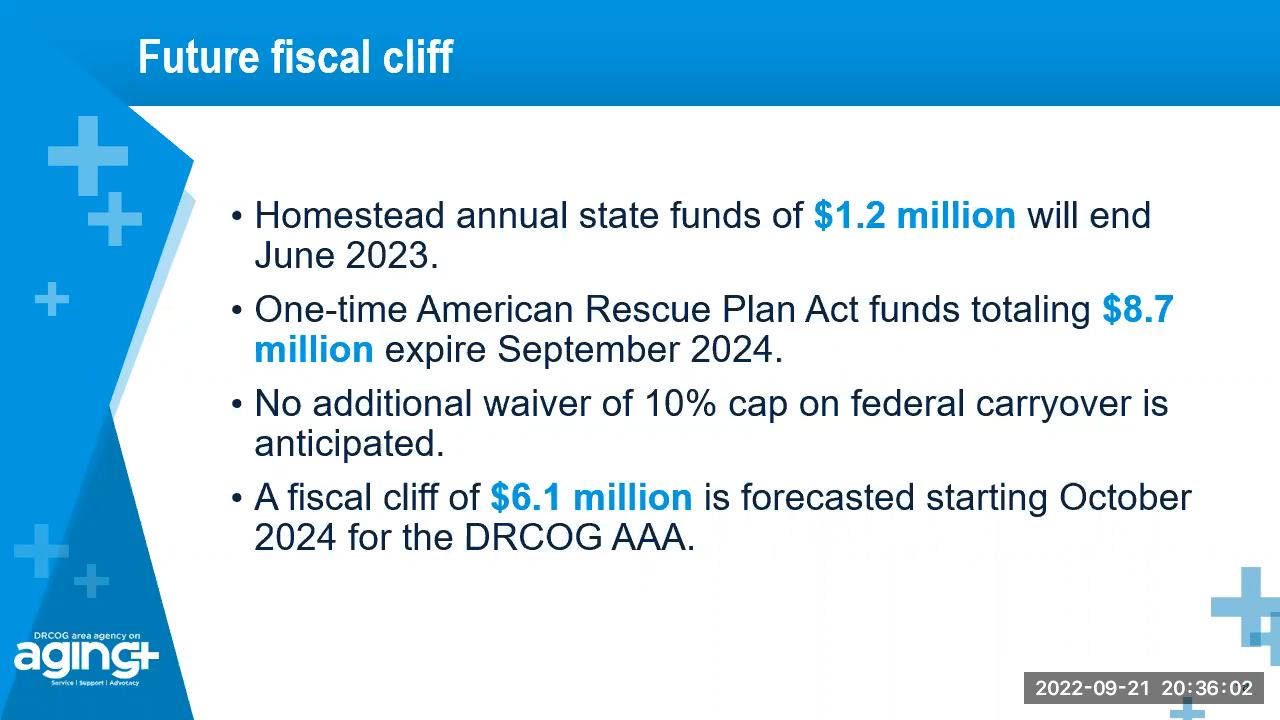 Future fiscal cliff
• Homestead annual state funds of $1.2 million will end
June 2023.
• One-time American Rescue Plan Act funds totaling $8.7
million expire September 2024.
• No additional waiver of 10% cap on federal carryover is
anticipated.
• A fiscal cliff of $6.1 million is forecasted starting October
2024 for the DRCOG AAA.
DRCOG area agency on
aging+
Service | Support | Advocacy
2022-09-21 20:36:02